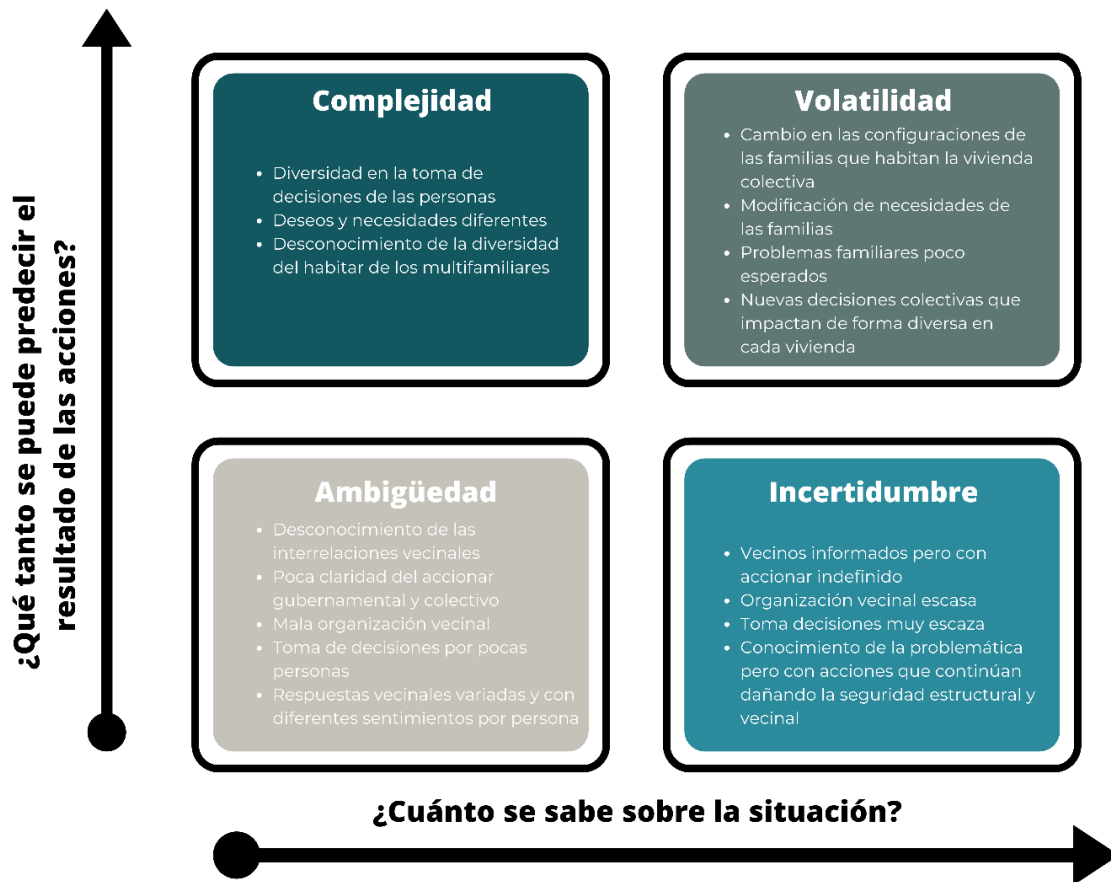 ¿Qué tanto se puede predecir el
resultado de las acciones?
Complejidad
• Diversidad en la toma de
decisiones de las personas
• Deseos y necesidades diferentes
• Desconocimiento de la diversidad
del habitar de los multifamiliares
Volatilidad
• Cambio en las configuraciones de
las familias que habitan la vivienda
colectiva
• Modificación de necesidades de
las familias
• Problemas familiares poco
esperados
• Nuevas decisiones colectivas que
impactan de forma diversa en
cada vivienda
Ambigüedad
• Desconocimiento de las
interrelaciones vecinales
• Poca claridad del accionar
gubernamental y colectivo
• Mala organización vecinal
• Toma de decisiones por pocas
personas
• Respuestas vecinales variadas y con
diferentes sentimientos por persona
Incertidumbre
• Vecinos informados pero con
accionar indefinido
• Organización vecinal escasa
• Toma decisiones muy escaza
• Conocimiento de la problemática
pero con acciones que continúan
dañando la seguridad estructural y
vecinal
¿Cuánto se sabe sobre la situación?